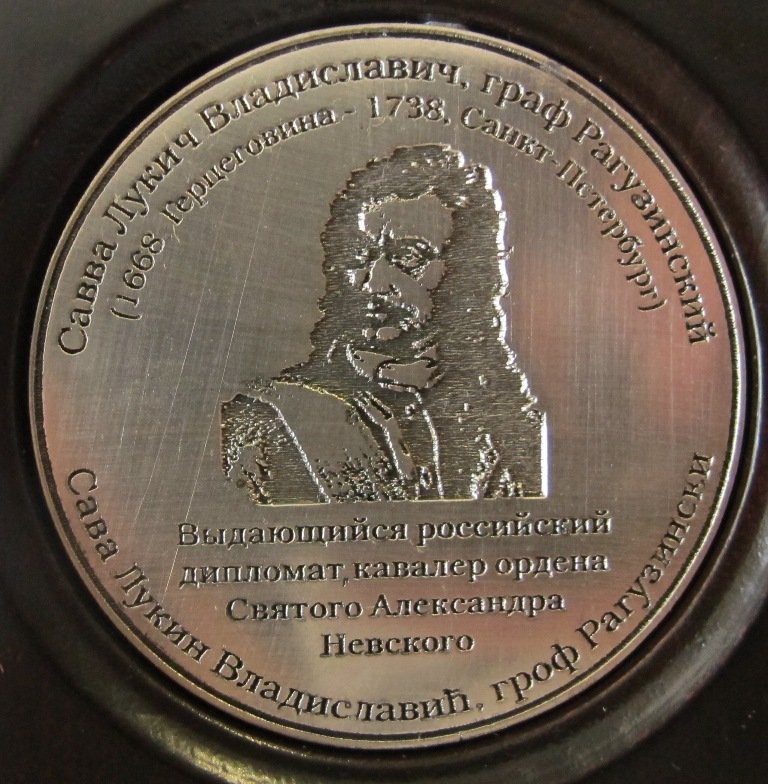 Савва Лукич Владиславич, граф Рагузинский
(1668 Герцеговина - 1738, Санкт-Петербург)
Выдающийся российский
дипломат, кавалер ордена
Святого Александра
Невского
Сава Лукин Владиславић, гроф Рагузински